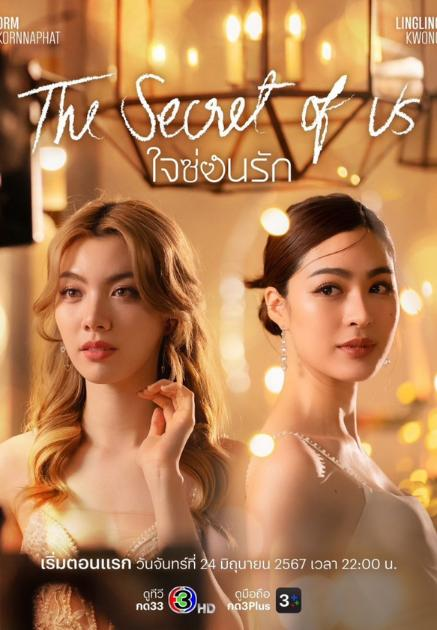 ORM
KORNNAPHAT
LINGLING
KWONG
The Secret of us
ใจซ่อนรัก
เริ่มตอนแรก วันจันทร์ที่ 24 มิถุนายน 2567 เวลา 22:00 น.
ดูทีวี
กด33
3 HD
ดูมือถือ
กด3Plus
3+